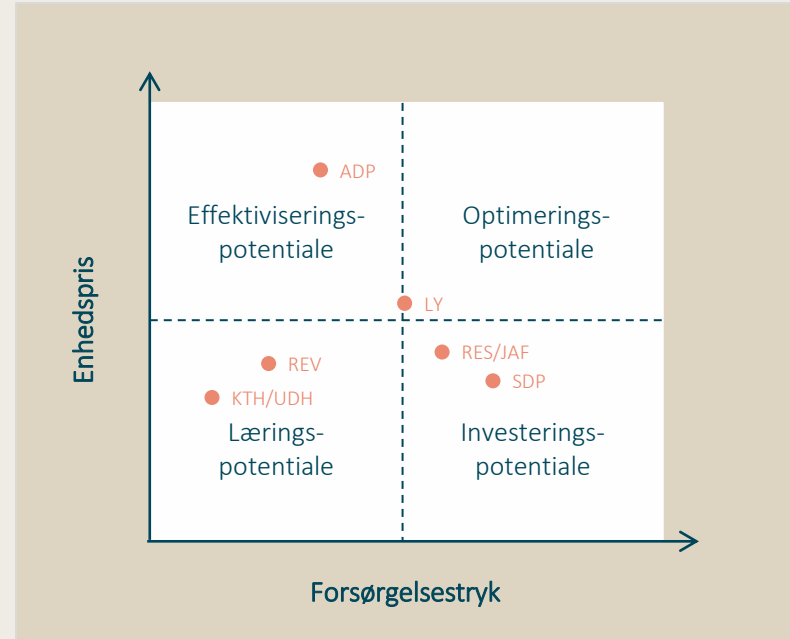 ADP
Effektiviserings-
potentiale
Optimerings-
potentiale
LY
Enhedspris
RES/JAF
REV
SDP
KTH/UDH
Lærings-
potentiale
Investerings-
potentiale
Forsørgelsestryk